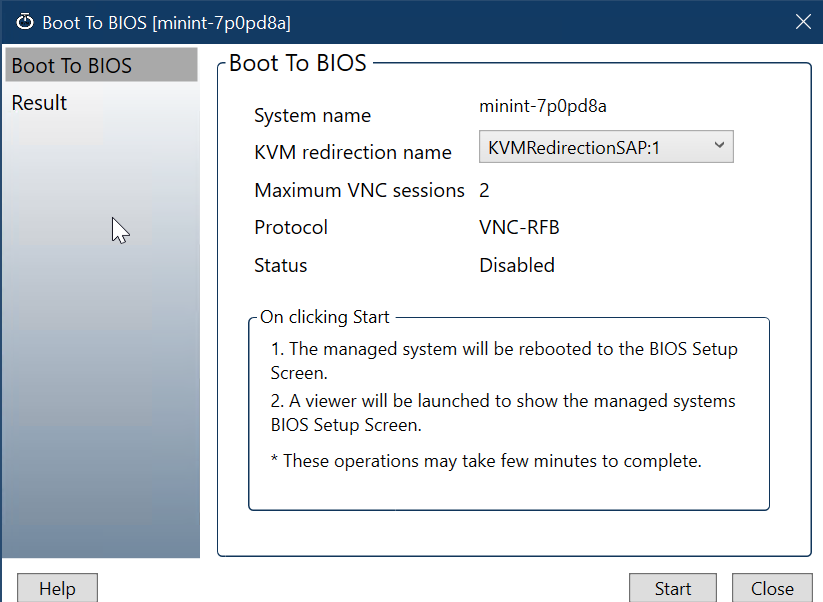 Boot To BIOS [minint-7p0pd8a]
Boot To BIOS
Result
Boot To BIOS
System name minint-7p0pd8a
KVM redirection name KVMRedirectionSAP:1
Maximum VNC sessions 2
Protocol VNC-RFB
Status Disabled
On clicking Start
1. The managed system will be rebooted to the BIOS Setup
Screen.
2. A viewer will be launched to show the managed systems
BIOS Setup Screen.
* These operations may take few minutes to complete.
Help Start Close